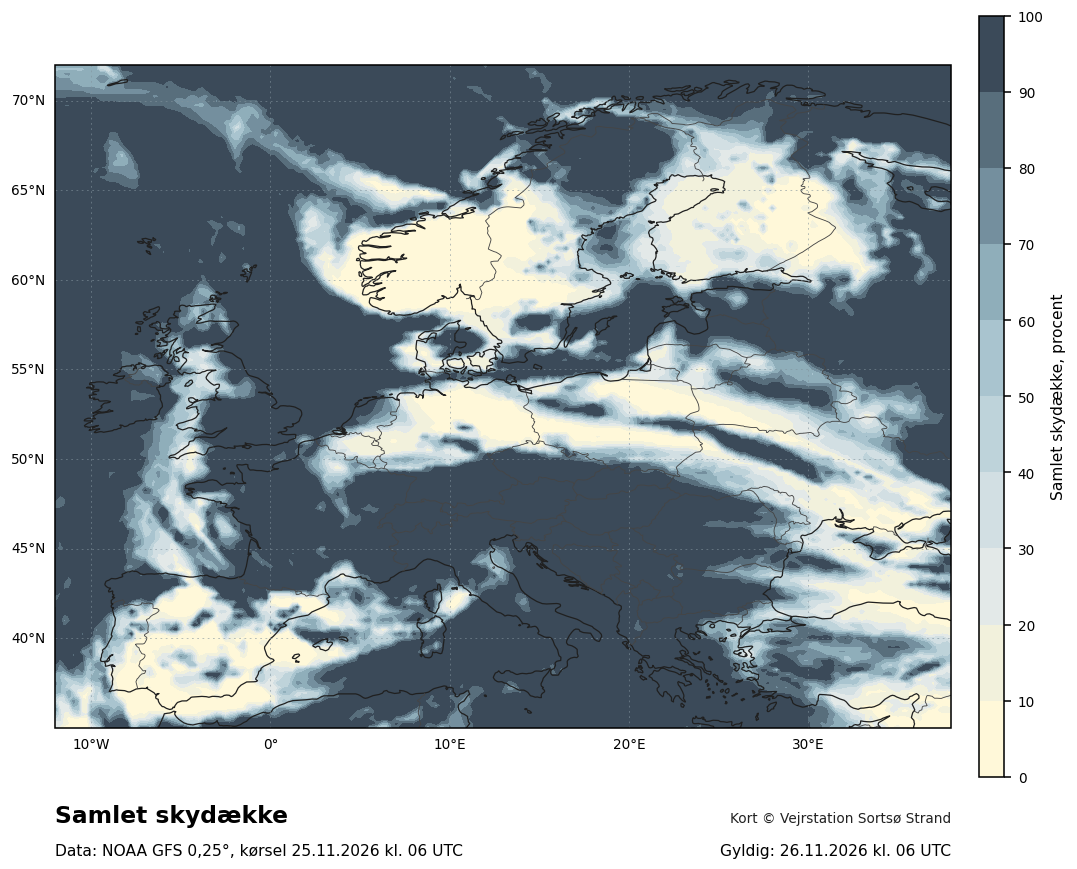 70°N
65°N
60°N
55°N
50°N
45°N
40°N
10°W
0°
10°E
20°E
30°E
100
90
80
70
60
50
40
30
20
10
0
Samlet skydække, procent
Samlet skydække
Kort © Vejrstation Sortsø Strand
Data: NOAA GFS 0,25°, kørsel 25.11.2026 kl. 06 UTC
Gyldig: 26.11.2026 kl. 06 UTC